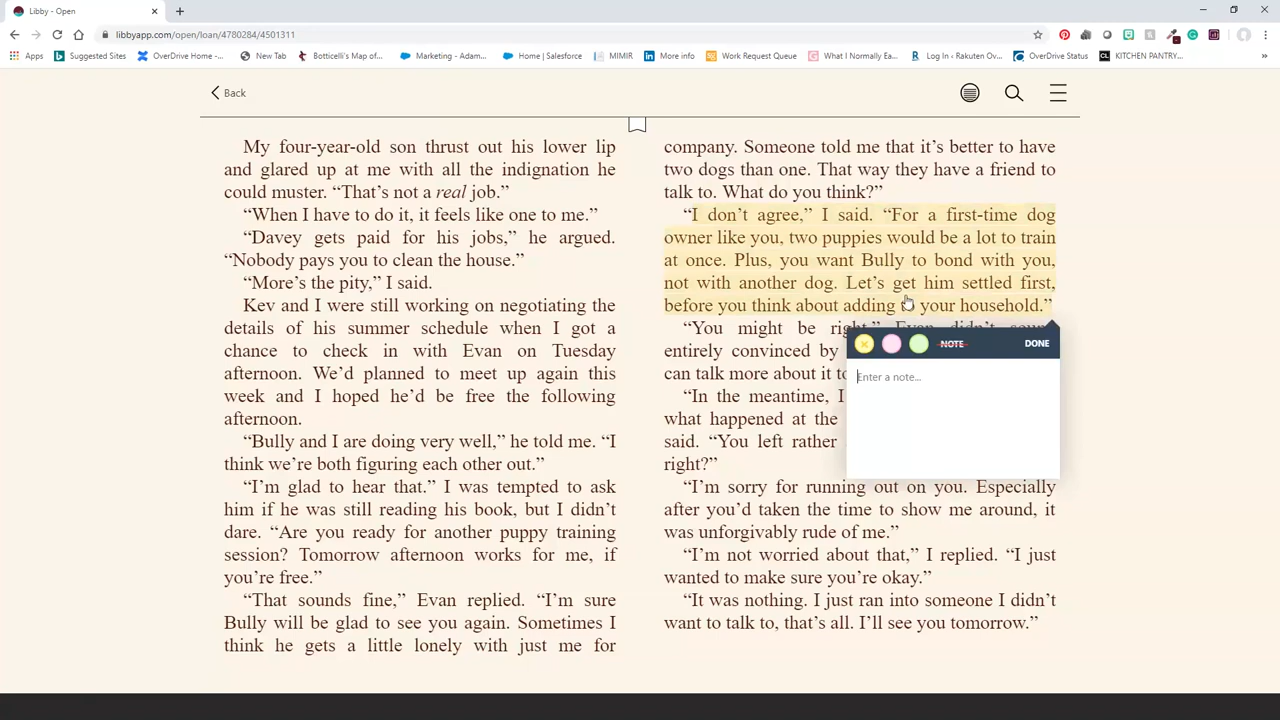 Libby - Open
libbyapp.com/open/loan/4780284/4501311
Apps Suggested Sites OverDrive Home -... New Tab Botticelli's Map of... Marketing - Adam... Home | Salesforce MIMIR More info Work Request Queue What I Normally Ea... Log In ‹ Rakuten Ov... OverDrive Status KITCHEN PANTRY...
Back
My four-year-old son thrust out his lower lip
and glared up at me with all the indignation he
could muster. “That’s not a real job.”
“When I have to do it, it feels like one to me.”
“Davey gets paid for his jobs,” he argued.
“Nobody pays you to clean the house.”
“More’s the pity,” I said.
Kev and I were still working on negotiating the
details of his summer schedule when I got a
chance to check in with Evan on Tuesday
afternoon. We’d planned to meet up again this
week and I hoped he’d be free the following
afternoon.
“Bully and I are doing very well,” he told me. “I
think we’re both figuring each other out.”
“I’m glad to hear that.” I was tempted to ask
him if he was still reading his book, but I didn’t
dare. “Are you ready for another puppy training
session? Tomorrow afternoon works for me, if
you’re free.”
“That sounds fine,” Evan replied. “I’m sure
Bully will be glad to see you again. Sometimes I
think he gets a little lonely with just me for
company. Someone told me that it’s better to have
two dogs than one. That way they have a friend to
talk to. What do you think?”
“I don’t agree,” I said. “For a first-time dog
owner like you, two puppies would be a lot to train
at once. Plus, you want Bully to bond with you,
not with another dog. Let’s get him settled first,
before you think about adding to your household.”
“You might be right.” Evan didn’t
entirely convinced by
can talk more about it to
“In the meantime, I
what happened at the
said. “You left rather
right?”
“I’m sorry for running out on you. Especially
after you’d taken the time to show me around, it
was unforgivably rude of me.”
“I’m not worried about that,” I replied. “I just
wanted to make sure you’re okay.”
“It was nothing. I just ran into someone I didn’t
want to talk to, that’s all. I’ll see you tomorrow.”
NOTE DONE
Enter a note...